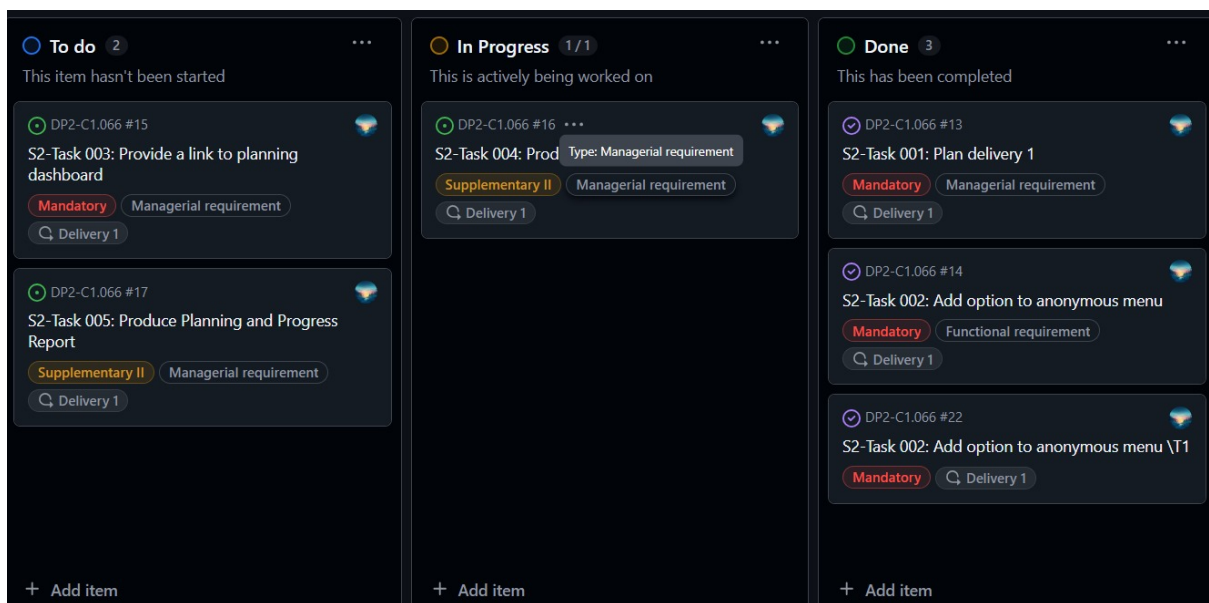 To do 2
This item hasn't been started
DP2-C1.066 #15
S2-Task 003: Provide a link to planning
dashboard
Mandatory Managerial requirement
Delivery 1
DP2-C1.066 #17
S2-Task 005: Produce Planning and Progress
Report
Supplementary II Managerial requirement
Delivery 1
+ Add item
In Progress 1 / 1
This is actively being worked on
DP2-C1.066 #16
S2-Task 004: Prod
Type: Managerial requirement
Supplementary II Managerial requirement
Delivery 1
+ Add item
Done 3
This has been completed
DP2-C1.066 #13
S2-Task 001: Plan delivery 1
Mandatory Managerial requirement
Delivery 1
DP2-C1.066 #14
S2-Task 002: Add option to anonymous menu
Mandatory Functional requirement
Delivery 1
DP2-C1.066 #22
S2-Task 002: Add option to anonymous menu \T1
Mandatory Delivery 1
+ Add item